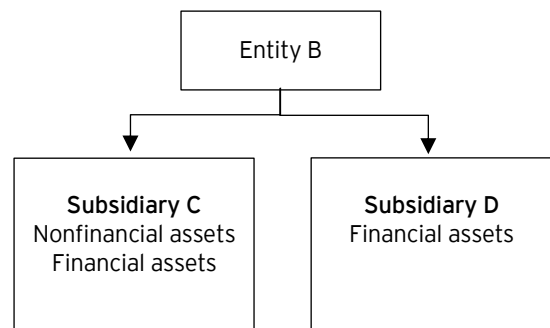 Entity B
Subsidiary C
Nonfinancial assets
Financial assets
Subsidiary D
Financial assets